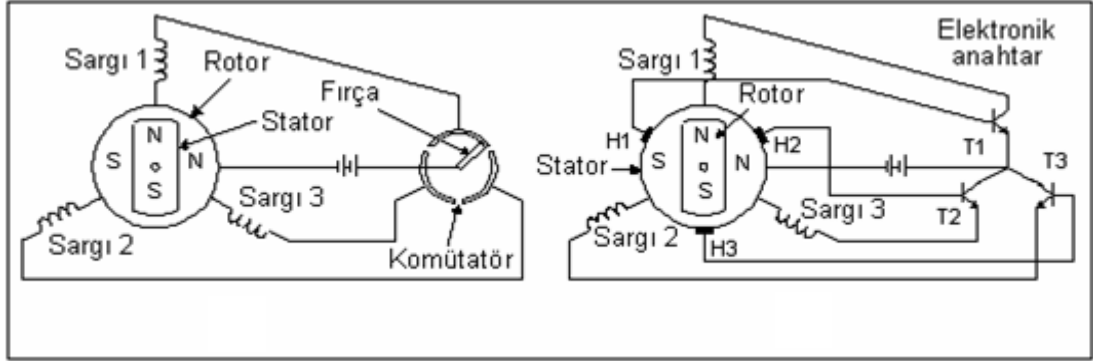 Sargı 1
Rotor
Fırça
Stator
N
S
N
S
Sargı 3
Sargı 2
Komütatör
Elektronik
anahtar
Sargı 1
Rotor
H1
H2
T1
T3
Stator
N
S
N
S
T2
Sargı 3
Sargı 2
H3